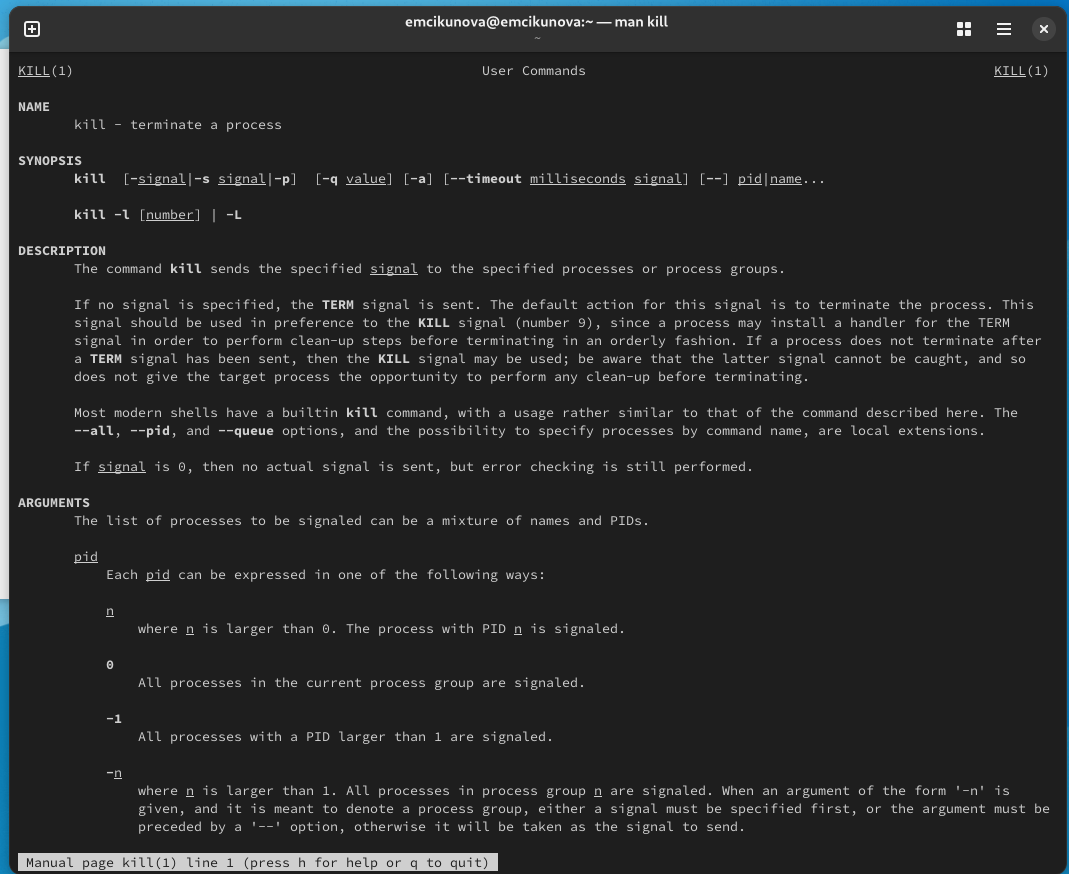 emcikunova@emcikunova:~ — man kill
~
KILL(1) User Commands KILL(1)
NAME
kill - terminate a process
SYNOPSIS
kill [-signal|-s signal|-p] [-q value] [-a] [--timeout milliseconds signal] [--] pid|name...
kill -l [number] | -L
DESCRIPTION
The command kill sends the specified signal to the specified processes or process groups.
If no signal is specified, the TERM signal is sent. The default action for this signal is to terminate the process. This
signal should be used in preference to the KILL signal (number 9), since a process may install a handler for the TERM
signal in order to perform clean-up steps before terminating in an orderly fashion. If a process does not terminate after
a TERM signal has been sent, then the KILL signal may be used; be aware that the latter signal cannot be caught, and so
does not give the target process the opportunity to perform any clean-up before terminating.
Most modern shells have a builtin kill command, with a usage rather similar to that of the command described here. The
--all, --pid, and --queue options, and the possibility to specify processes by command name, are local extensions.
If signal is 0, then no actual signal is sent, but error checking is still performed.
ARGUMENTS
The list of processes to be signaled can be a mixture of names and PIDs.
pid
Each pid can be expressed in one of the following ways:
n
where n is larger than 0. The process with PID n is signaled.
0
All processes in the current process group are signaled.
-1
All processes with a PID larger than 1 are signaled.
-n
where n is larger than 1. All processes in process group n are signaled. When an argument of the form '-n' is
given, and it is meant to denote a process group, either a signal must be specified first, or the argument must be
preceded by a '--' option, otherwise it will be taken as the signal to send.
Manual page kill(1) line 1 (press h for help or q to quit)